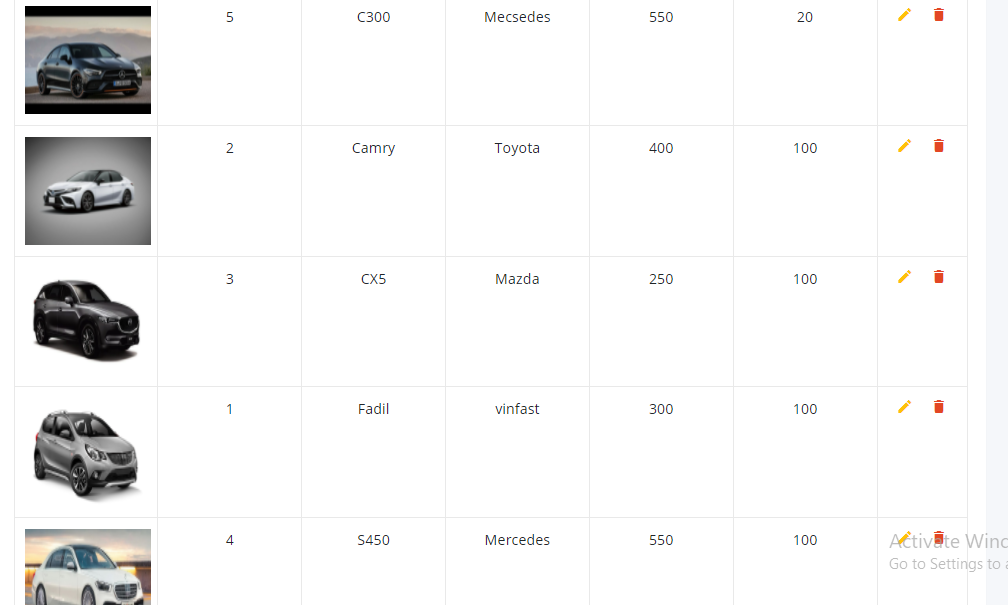 5 C300 Mecsedes 550 20
2 Camry Toyota 400 100
3 CX5 Mazda 250 100
1 Fadil vinfast 300 100
4 S450 Mercedes 550 100
Activate Wind
Go to Settings to a